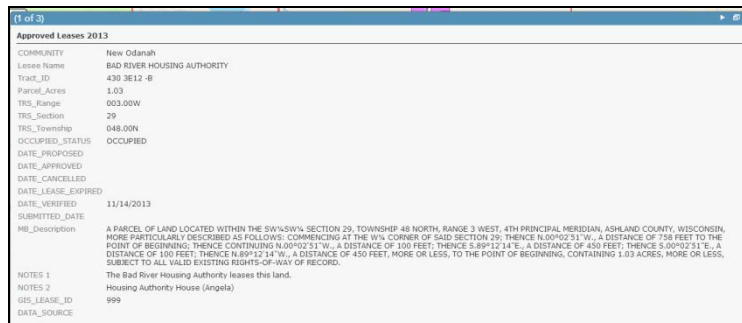 (1 of 3)
Approved Leases 2013
COMMUNITY New Odanah
Lesee Name BAD RIVER HOUSING AUTHORITY
Tract_ID 430 3E12 -B
Parcel_Acres 1.03
TRS_Range 003.00W
TRS_Section 29
TRS_Township 048.00N
OCCUPIED_STATUS OCCUPIED
DATE_PROPOSED
DATE_APPROVED
DATE_CANCELLED
DATE_LEASE_EXPIRED
DATE_VERIFIED 11/14/2013
SUBMITTED_DATE
MB_Description A PARCEL OF LAND LOCATED WITHIN THE SW¼SW¼ SECTION 29, TOWNSHIP 48 NORTH, RANGE 3 WEST, 4TH PRINCIPAL MERIDIAN, ASHLAND COUNTY, WISCONSIN,
MORE PARTICULARLY DESCRIBED AS FOLLOWS: COMMENCING AT THE W¼ CORNER OF SAID SECTION 29; THENCE N.00°02'51"W., A DISTANCE OF 758 FEET TO THE
POINT OF BEGINNING; THENCE CONTINUING N.00°02'51"W., A DISTANCE OF 100 FEET; THENCE S.89°12'14"E., A DISTANCE OF 450 FEET; THENCE S.00°02'51"E., A
DISTANCE OF 100 FEET; THENCE N.89°12'14"W., A DISTANCE OF 450 FEET, MORE OR LESS, TO THE POINT OF BEGINNING, CONTAINING 1.03 ACRES, MORE OR LESS,
SUBJECT TO ALL VALID EXISTING RIGHTS-OF-WAY OF RECORD.
NOTES 1 The Bad River Housing Authority leases this land.
NOTES 2 Housing Authority House (Angela)
GIS_LEASE_ID 999
DATA_SOURCE